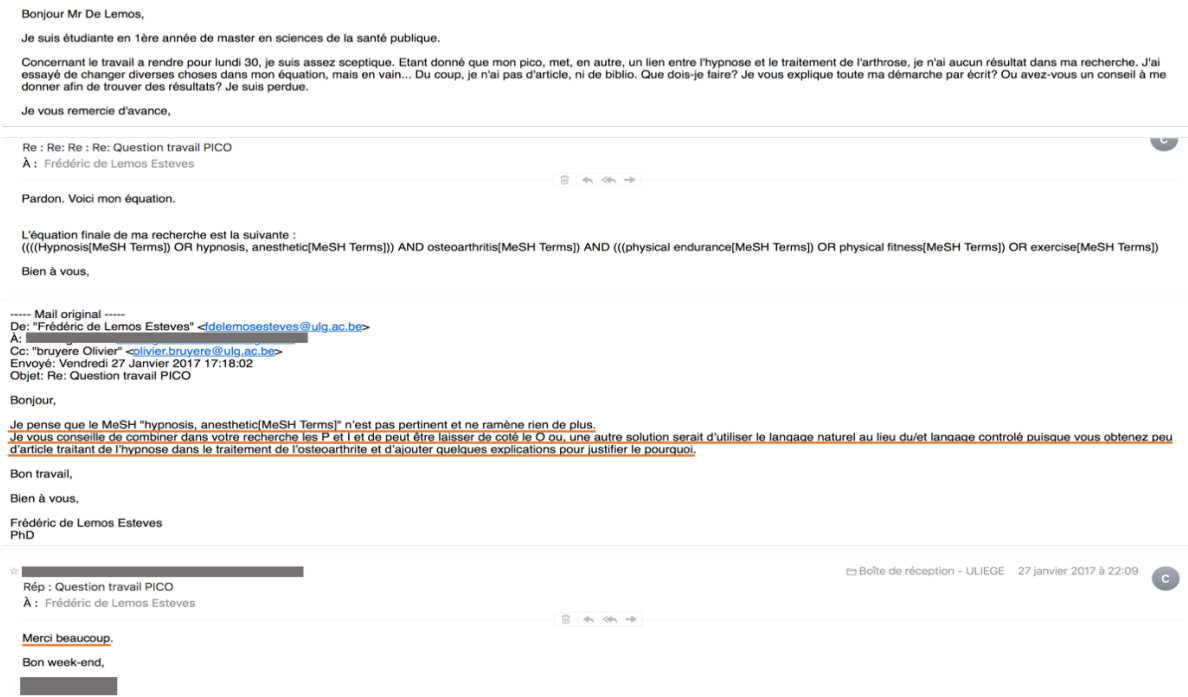 Bonjour Mr De Lemos,
Je suis étudiante en 1ère année de master en sciences de la santé publique.
Concernant le travail a rendre pour lundi 30, je suis assez sceptique. Etant donné que mon pico, met, en autre, un lien entre l'hypnose et le traitement de l'arthrose, je n'ai aucun résultat dans ma recherche. J'ai
essayé de changer diverses choses dans mon équation, mais en vain... Du coup, je n'ai pas d'article, ni de biblio. Que dois-je faire? Je vous explique toute ma démarche par écrit? Ou avez-vous un conseil à me
donner afin de trouver des résultats? Je suis perdue.
Je vous remercie d'avance,
Re : Re: Re : Re: Question travail PICO
C
À : Frédéric de Lemos Esteves
Pardon. Voici mon équation.
L'équation finale de ma recherche est la suivante :
((((Hypnosis[MeSH Terms]) OR hypnosis, anesthetic[MeSH Terms])) AND osteoarthritis[MeSH Terms]) AND (((physical endurance[MeSH Terms]) OR physical fitness[MeSH Terms]) OR exercise[MeSH Terms])
Bien à vous,
----- Mail original -----
De: "Frédéric de Lemos Esteves" <fdelemosesteves@ulg.ac.be>
À:
Cc: "bruyere Olivier" <olivier.bruyere@ulg.ac.be>
Envoyé: Vendredi 27 Janvier 2017 17:18:02
Objet: Re: Question travail PICO
Bonjour,
Je pense que le MeSH "hypnosis, anesthetic[MeSH Terms]" n'est pas pertinent et ne ramène rien de plus.
Je vous conseille de combiner dans votre recherche les P et I et de peut être laisser de coté le O ou, une autre solution serait d'utiliser le langage naturel au lieu du/et langage controlé puisque vous obtenez peu
d'article traitant de l'hypnose dans le traitement de l'osteoarthrite et d'ajouter quelques explications pour justifier le pourquoi.
Bon travail,
Bien à vous,
Frédéric de Lemos Esteves
PhD
Boîte de réception - ULIEGE 27 janvier 2017 à 22:09
C
Rép : Question travail PICO
À : Frédéric de Lemos Esteves
Merci beaucoup.
Bon week-end,